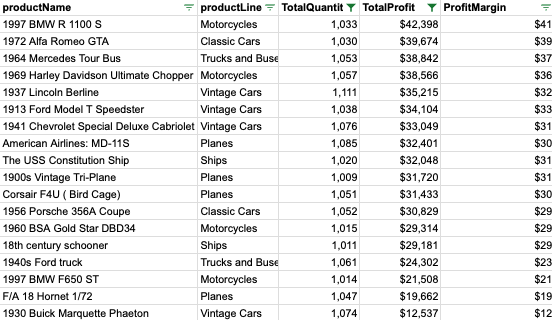 productName productLine TotalQuantit TotalProfit ProfitMargin
1997 BMW R 1100 S Motorcycles 1,033 $42,398 $41
1972 Alfa Romeo GTA Classic Cars 1,030 $39,674 $39
1964 Mercedes Tour Bus Trucks and Buse 1,053 $38,842 $37
1969 Harley Davidson Ultimate Chopper Motorcycles 1,057 $38,566 $36
1937 Lincoln Berline Vintage Cars 1,111 $35,215 $32
1913 Ford Model T Speedster Vintage Cars 1,038 $34,104 $33
1941 Chevrolet Special Deluxe Cabriolet Vintage Cars 1,076 $33,049 $31
American Airlines: MD-11S Planes 1,085 $32,401 $30
The USS Constitution Ship Ships 1,020 $32,048 $31
1900s Vintage Tri-Plane Planes 1,009 $31,720 $31
Corsair F4U ( Bird Cage) Planes 1,051 $31,433 $30
1956 Porsche 356A Coupe Classic Cars 1,052 $30,829 $29
1960 BSA Gold Star DBD34 Motorcycles 1,015 $29,314 $29
18th century schooner Ships 1,011 $29,181 $29
1940s Ford truck Trucks and Buse 1,061 $24,302 $23
1997 BMW F650 ST Motorcycles 1,014 $21,508 $21
F/A 18 Hornet 1/72 Planes 1,047 $19,662 $19
1930 Buick Marquette Phaeton Vintage Cars 1,074 $12,537 $12